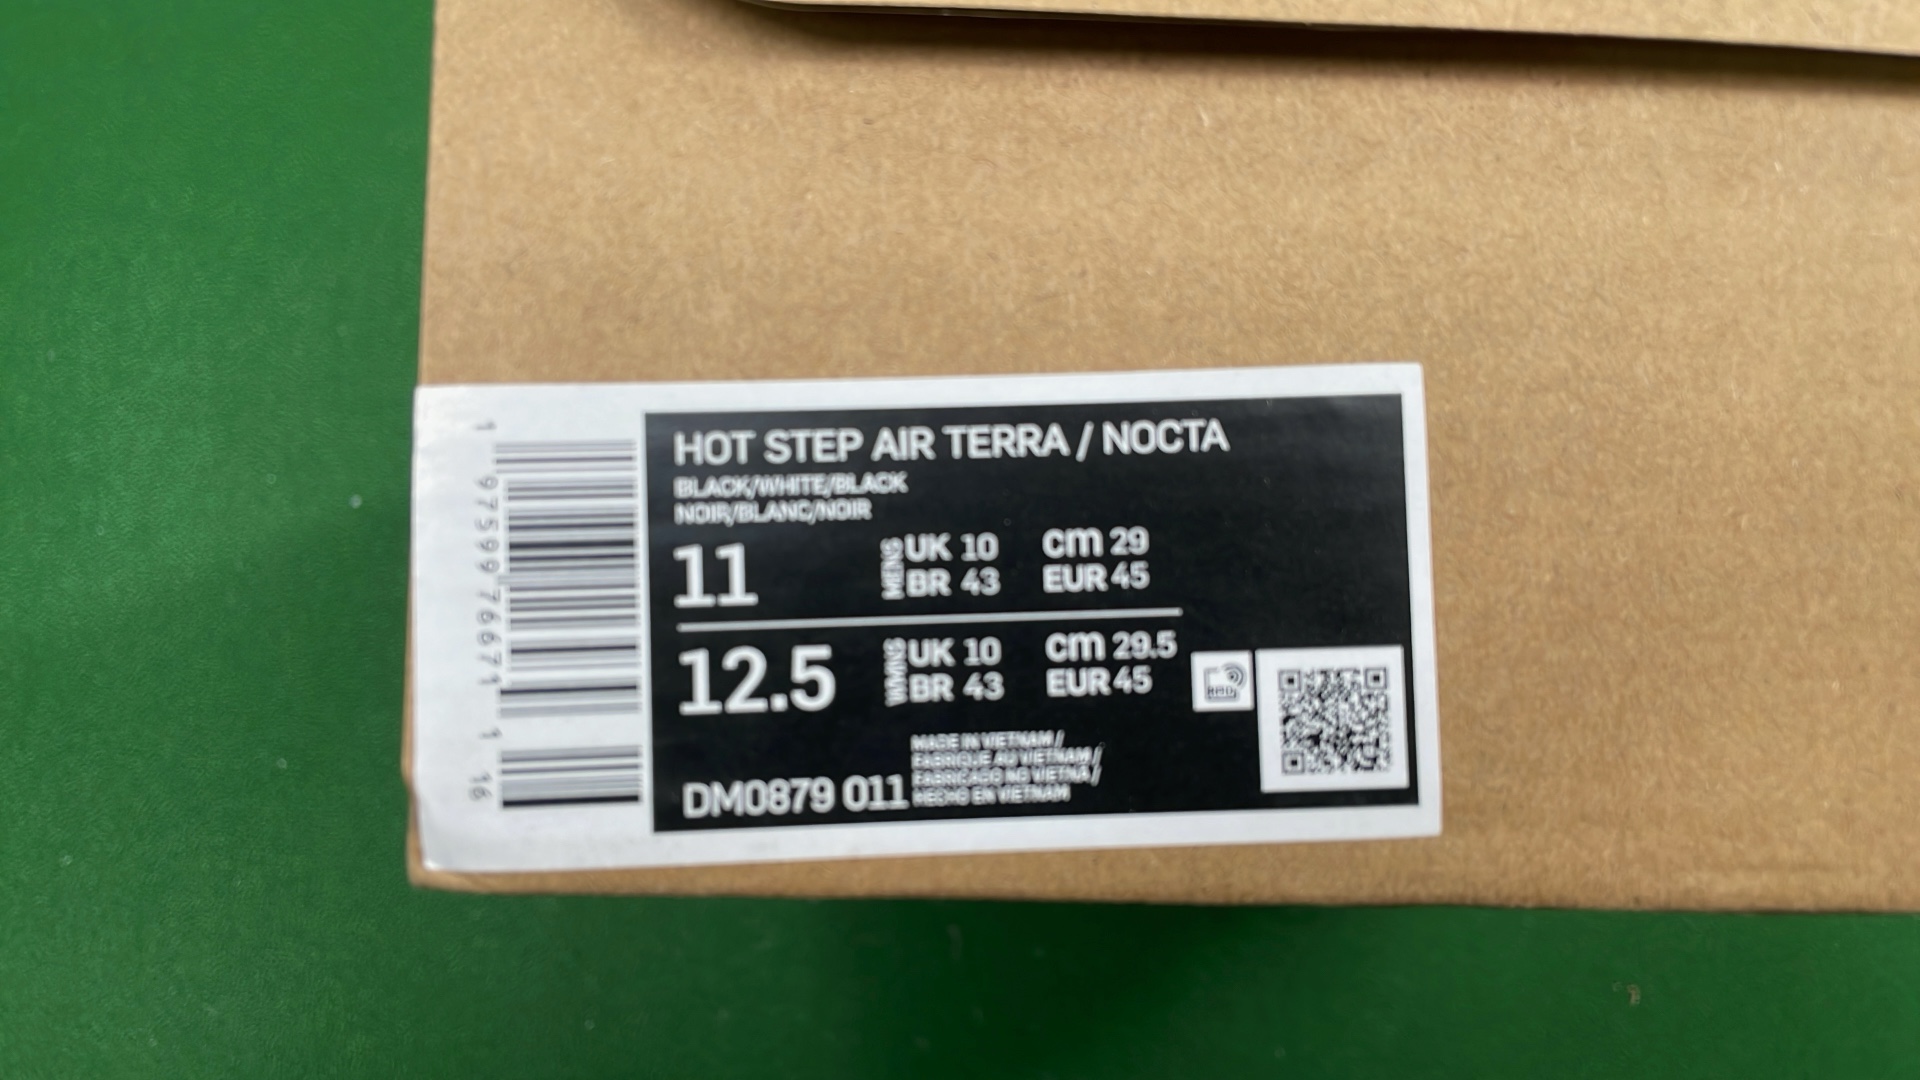 HOT STEP AIR TERRA / NOCTA
BLACK/WHITE/BLACK
NOIR/BLANC/NOIR
11 MENS UK 10 cm 29
BR 43 EUR 45
12.5 WMNS UK 10 cm 29.5
BR 43 EUR 45
MADE IN VIETNAM /
FABRIQUE AU VIETNAM /
FABRICADO NO VIETNA /
HECHO EN VIETNAM
DM0879 011
1 97599 76671 1 16